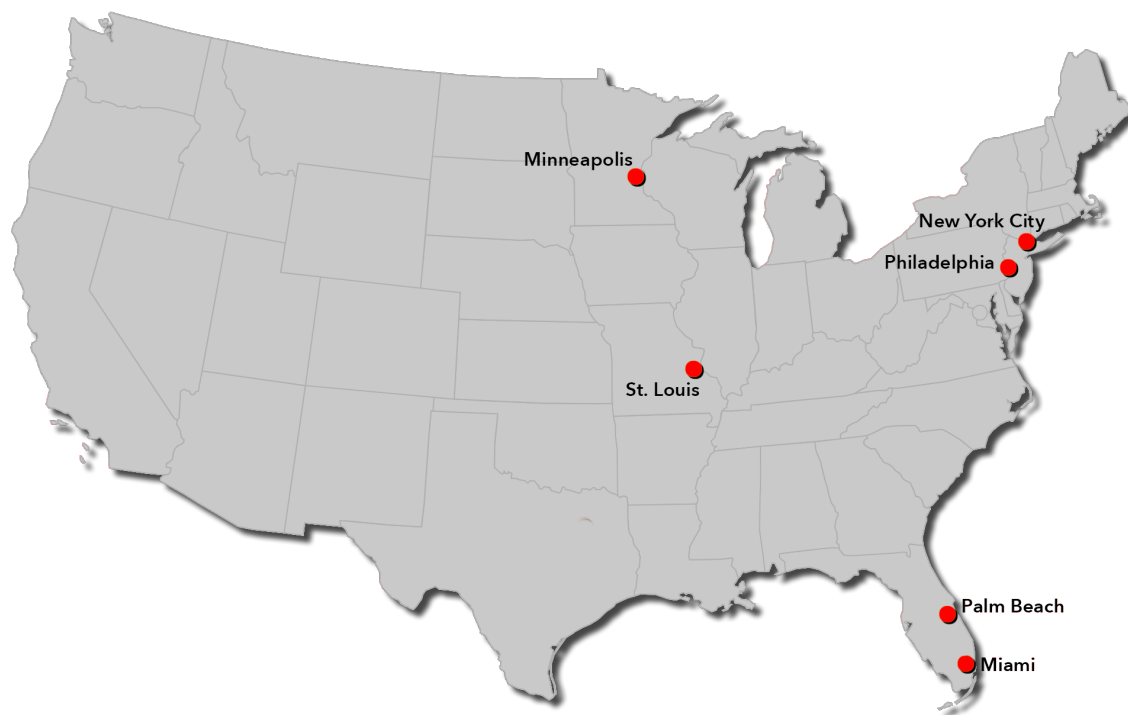 Minneapolis
New York City
Philadelphia
St. Louis
Palm Beach
Miami